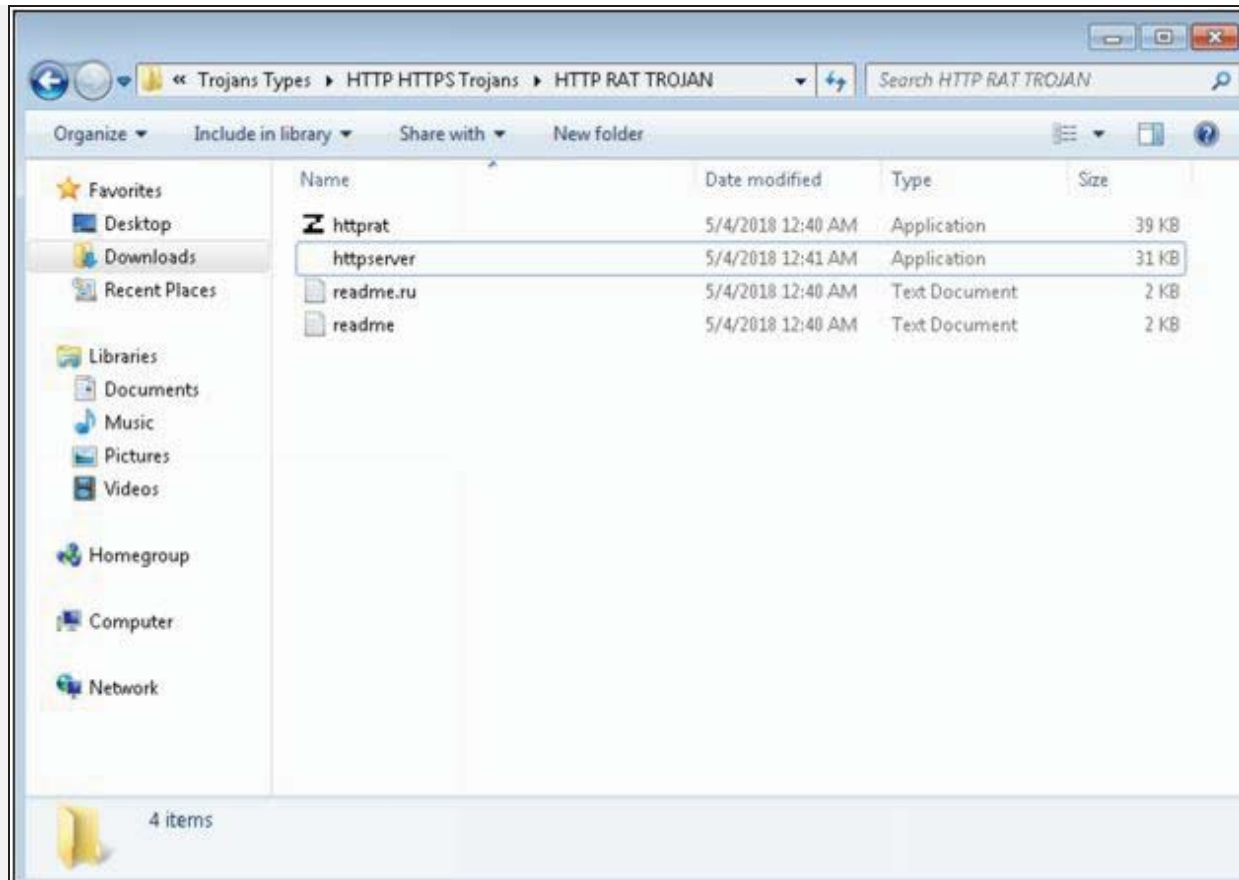 « Trojans Types ▸ HTTP HTTPS Trojans ▸ HTTP RAT TROJAN Search HTTP RAT TROJAN
Organize Include in library Share with New folder
Favorites
Desktop
Downloads
Recent Places
Libraries
Documents
Music
Pictures
Videos
Homegroup
Computer
Network
Name Date modified Type Size
httprat 5/4/2018 12:40 AM Application 39 KB
httpserver 5/4/2018 12:41 AM Application 31 KB
readme.ru 5/4/2018 12:40 AM Text Document 2 KB
readme 5/4/2018 12:40 AM Text Document 2 KB
4 items